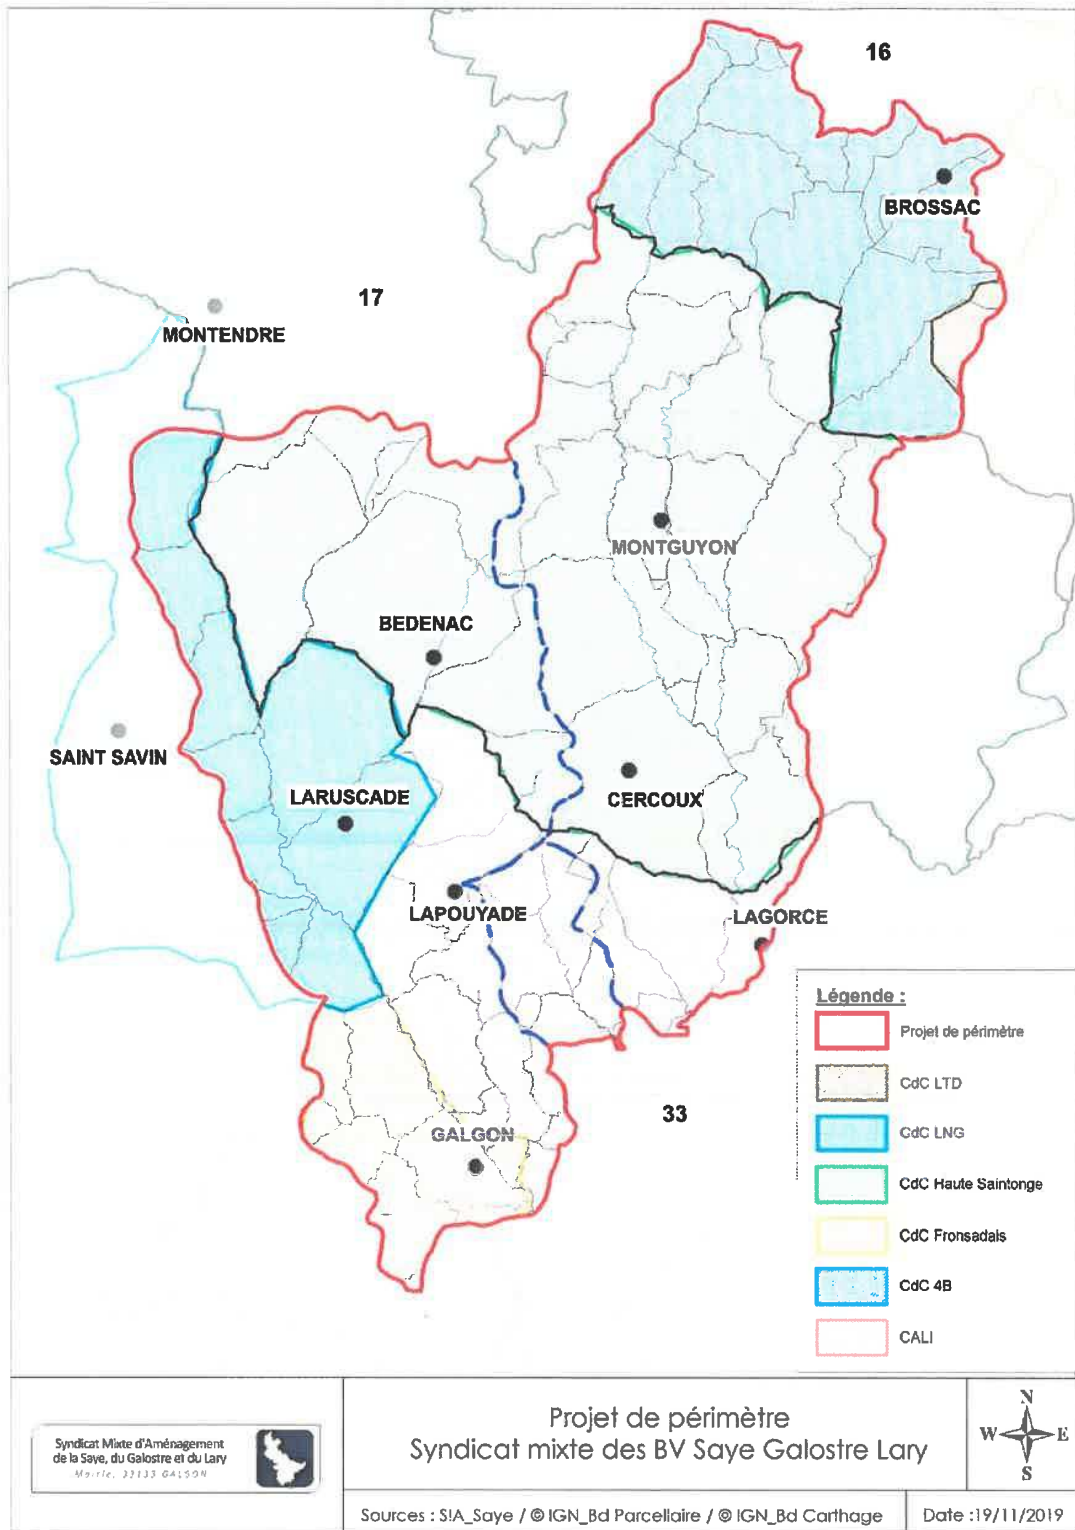 16
BROSSAC
17
MONTENDRE
MONTGUYON
BEDENAC
SAINT SAVIN
LARUSCADE
CERCOUX
LAPOUYADE
LAGORCE
33
GALGON
Légende :
Projet de périmètre
CdC LTD
CdC LNG
CdC Haute Saintonge
CdC Fronsadais
CdC 4B
CALI
Syndicat Mixte d'Aménagement
de la Saye, du Galostre et du Lary
Mairie, 33133 GALGON
Projet de périmètre
Syndicat mixte des BV Saye Galostre Lary
N
W E
S
Sources : SIA_Saye / © IGN_Bd Parcellaire / © IGN_Bd Carthage
Date :19/11/2019